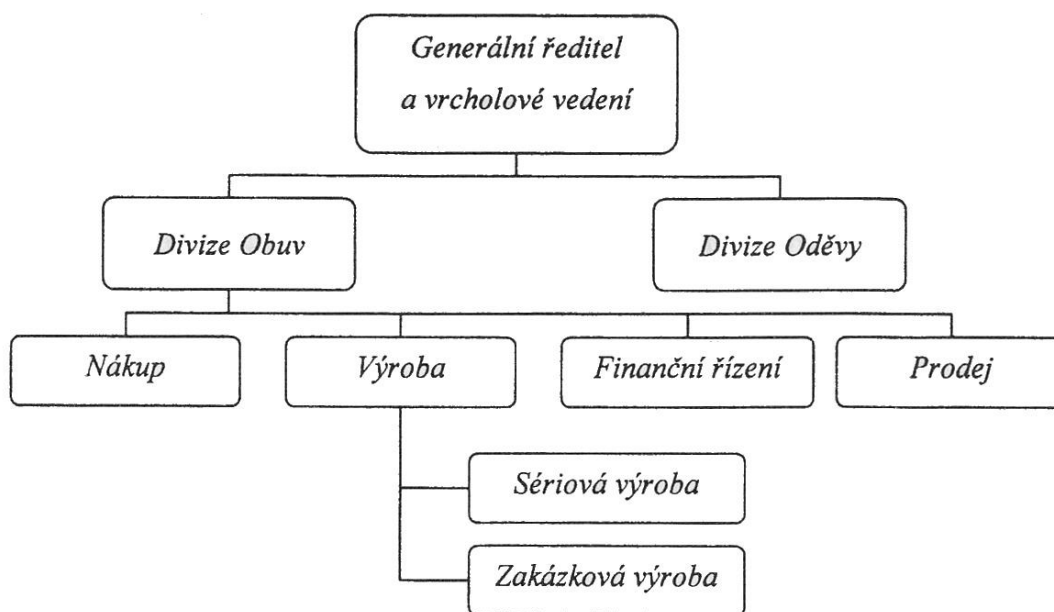 Generální ředitel
a vrcholové vedení
Divize Obuv
Divize Oděvy
Nákup
Výroba
Finanční řízení
Prodej
Sériová výroba
Zakázková výroba